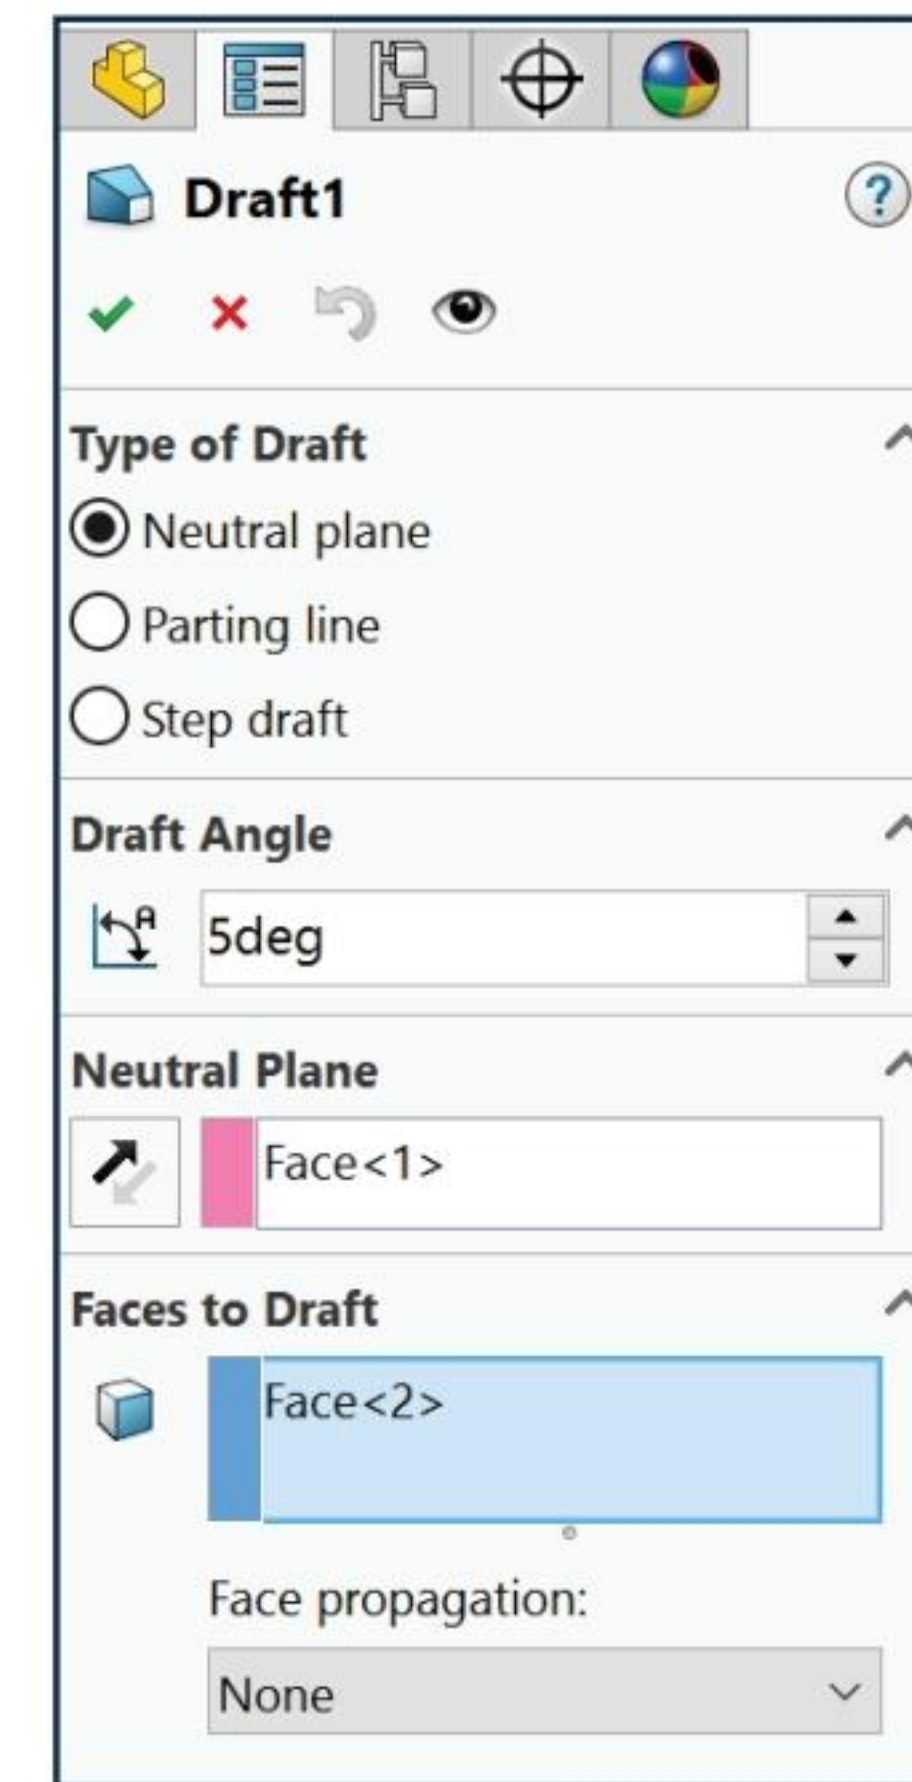 Draft1
?
Type of Draft
Neutral plane
Parting line
Step draft
Draft Angle
A
5deg
Neutral Plane
Face<1>
Faces to Draft
Face<2>
Face propagation:
None